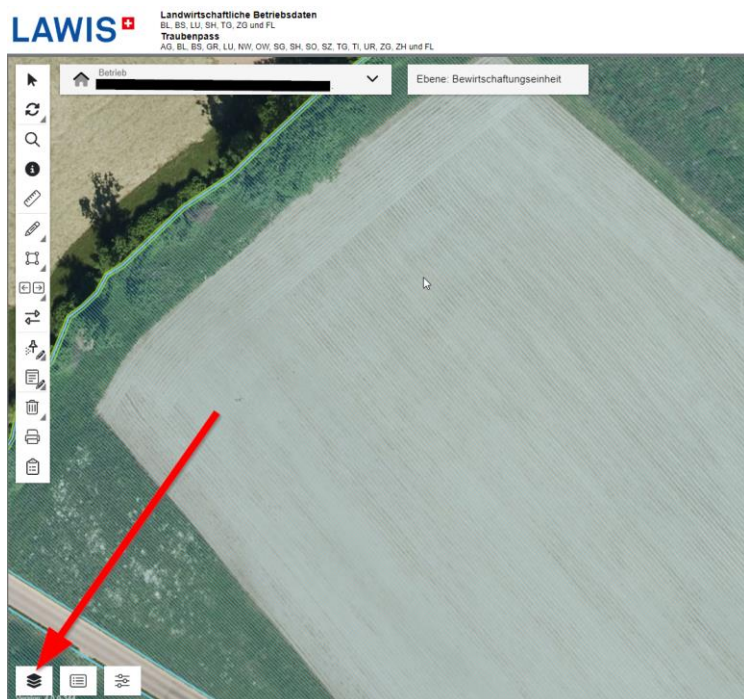 LAWIS
Landwirtschaftliche Betriebsdaten
BL, BS, LU, SH, TG, ZG und FL
Traubenpass
AG, BL, BS, GR, LU, NW, OW, SG, SH, SO, SZ, TG, TI, UR, ZG, ZH und FL
Betrieb
Ebene: Bewirtschaftungseinheit